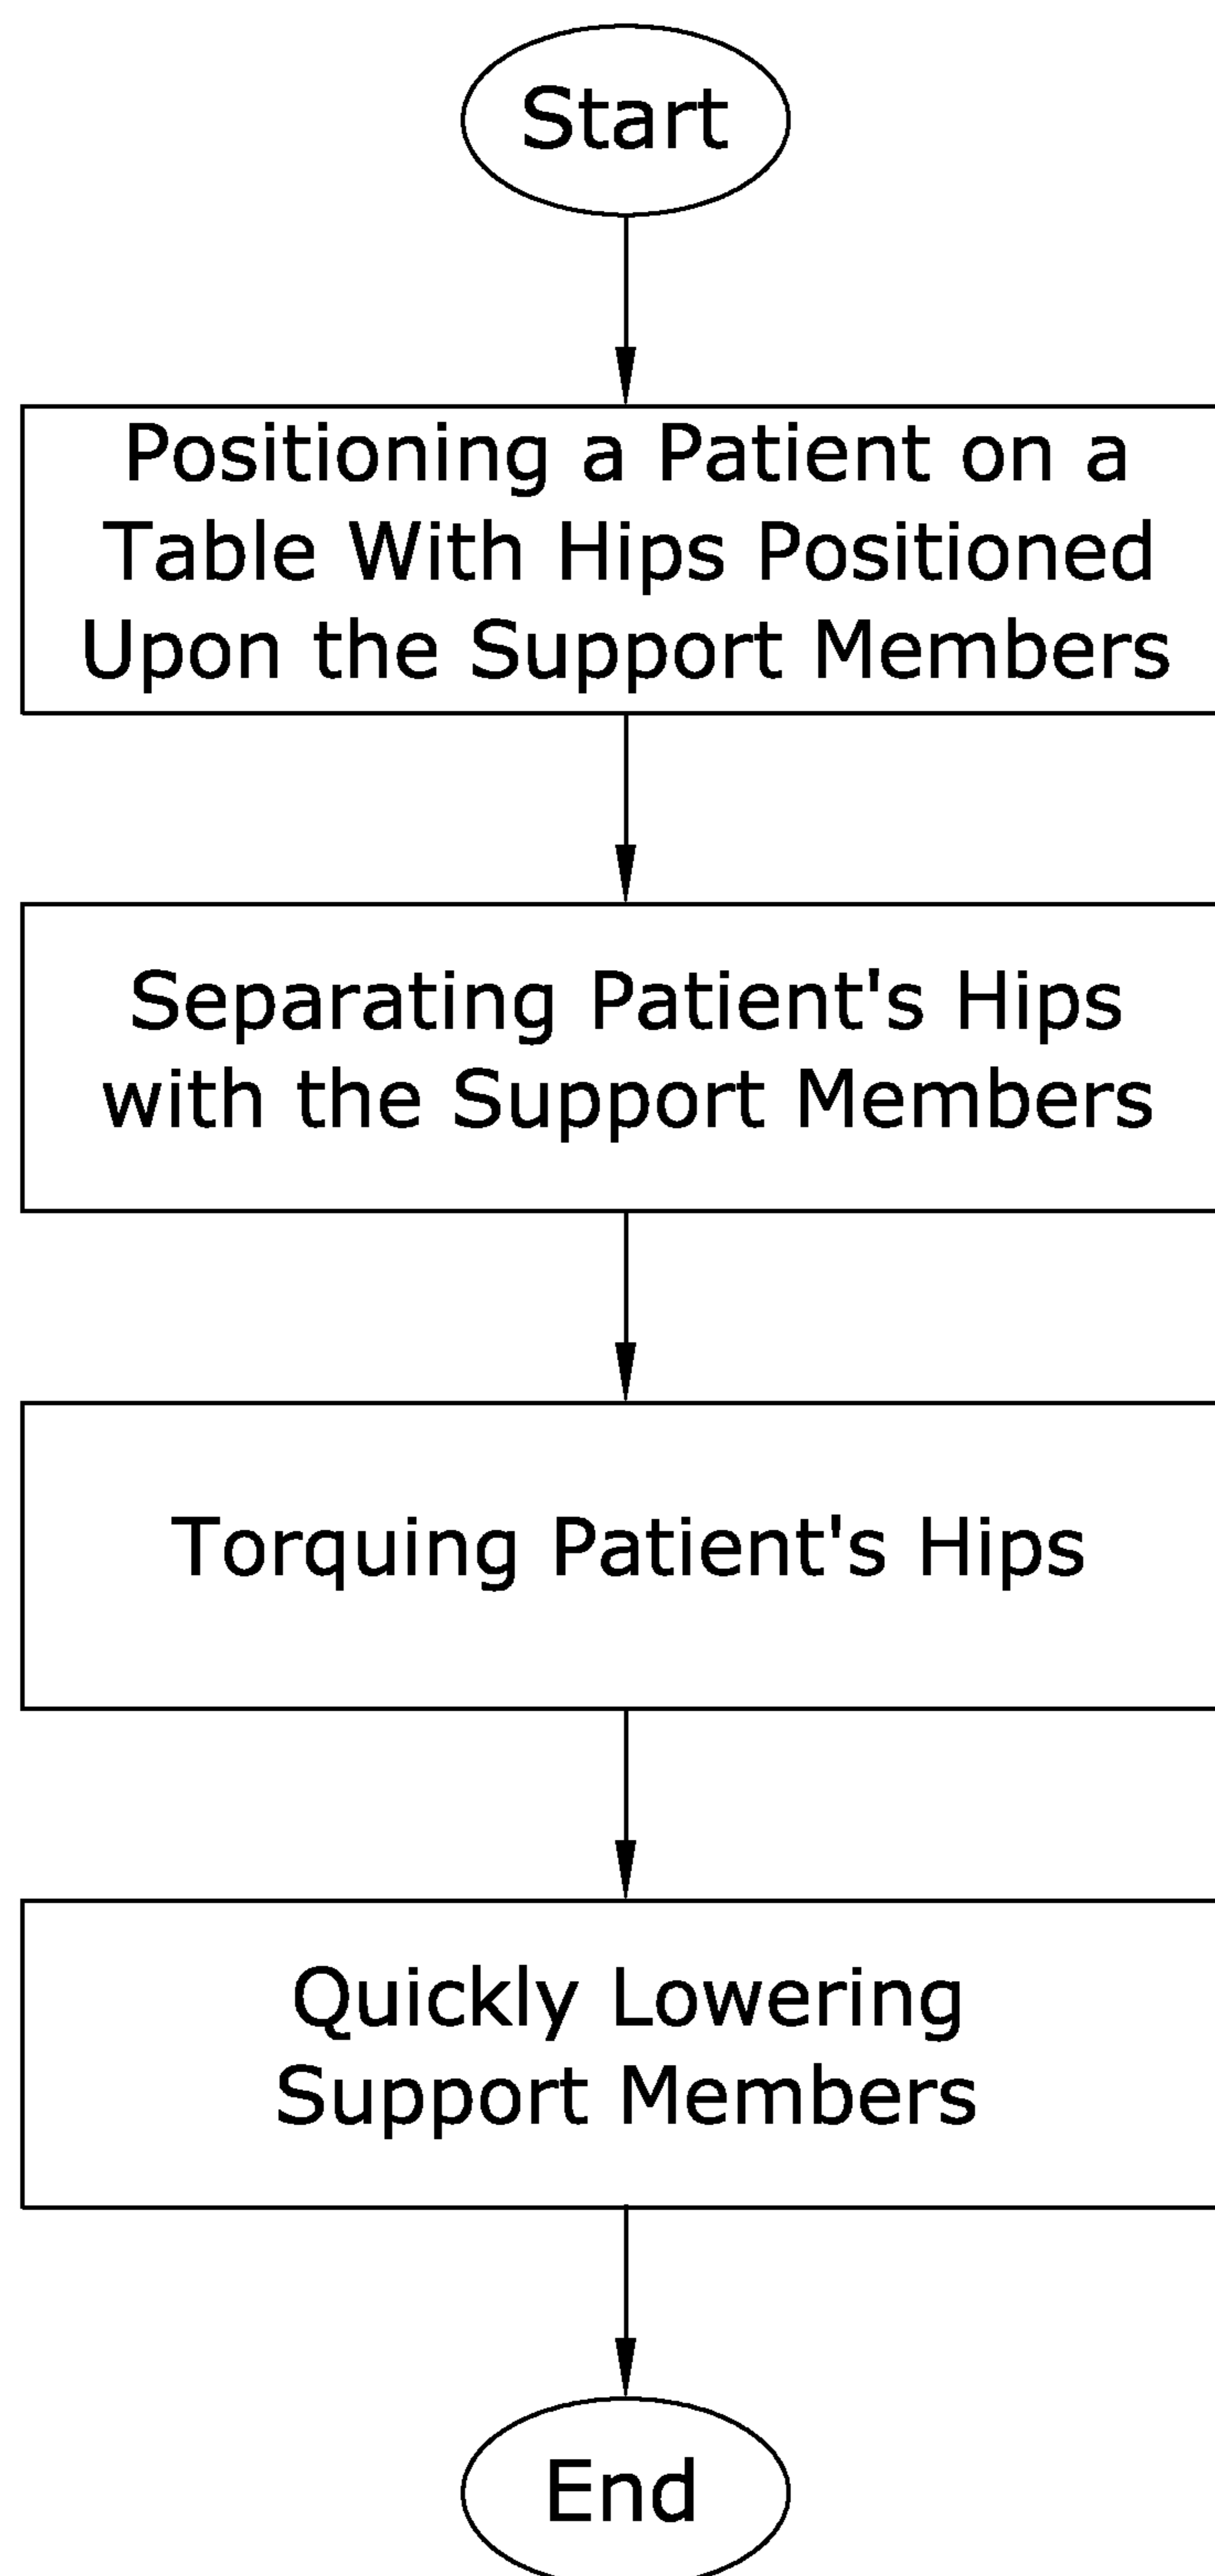 Start
Positioning a Patient on a
Table With Hips Positioned
Upon the Support Members
Separating Patient's Hips
with the Support Members
Torquing Patient's Hips
Quickly Lowering
Support Members
End